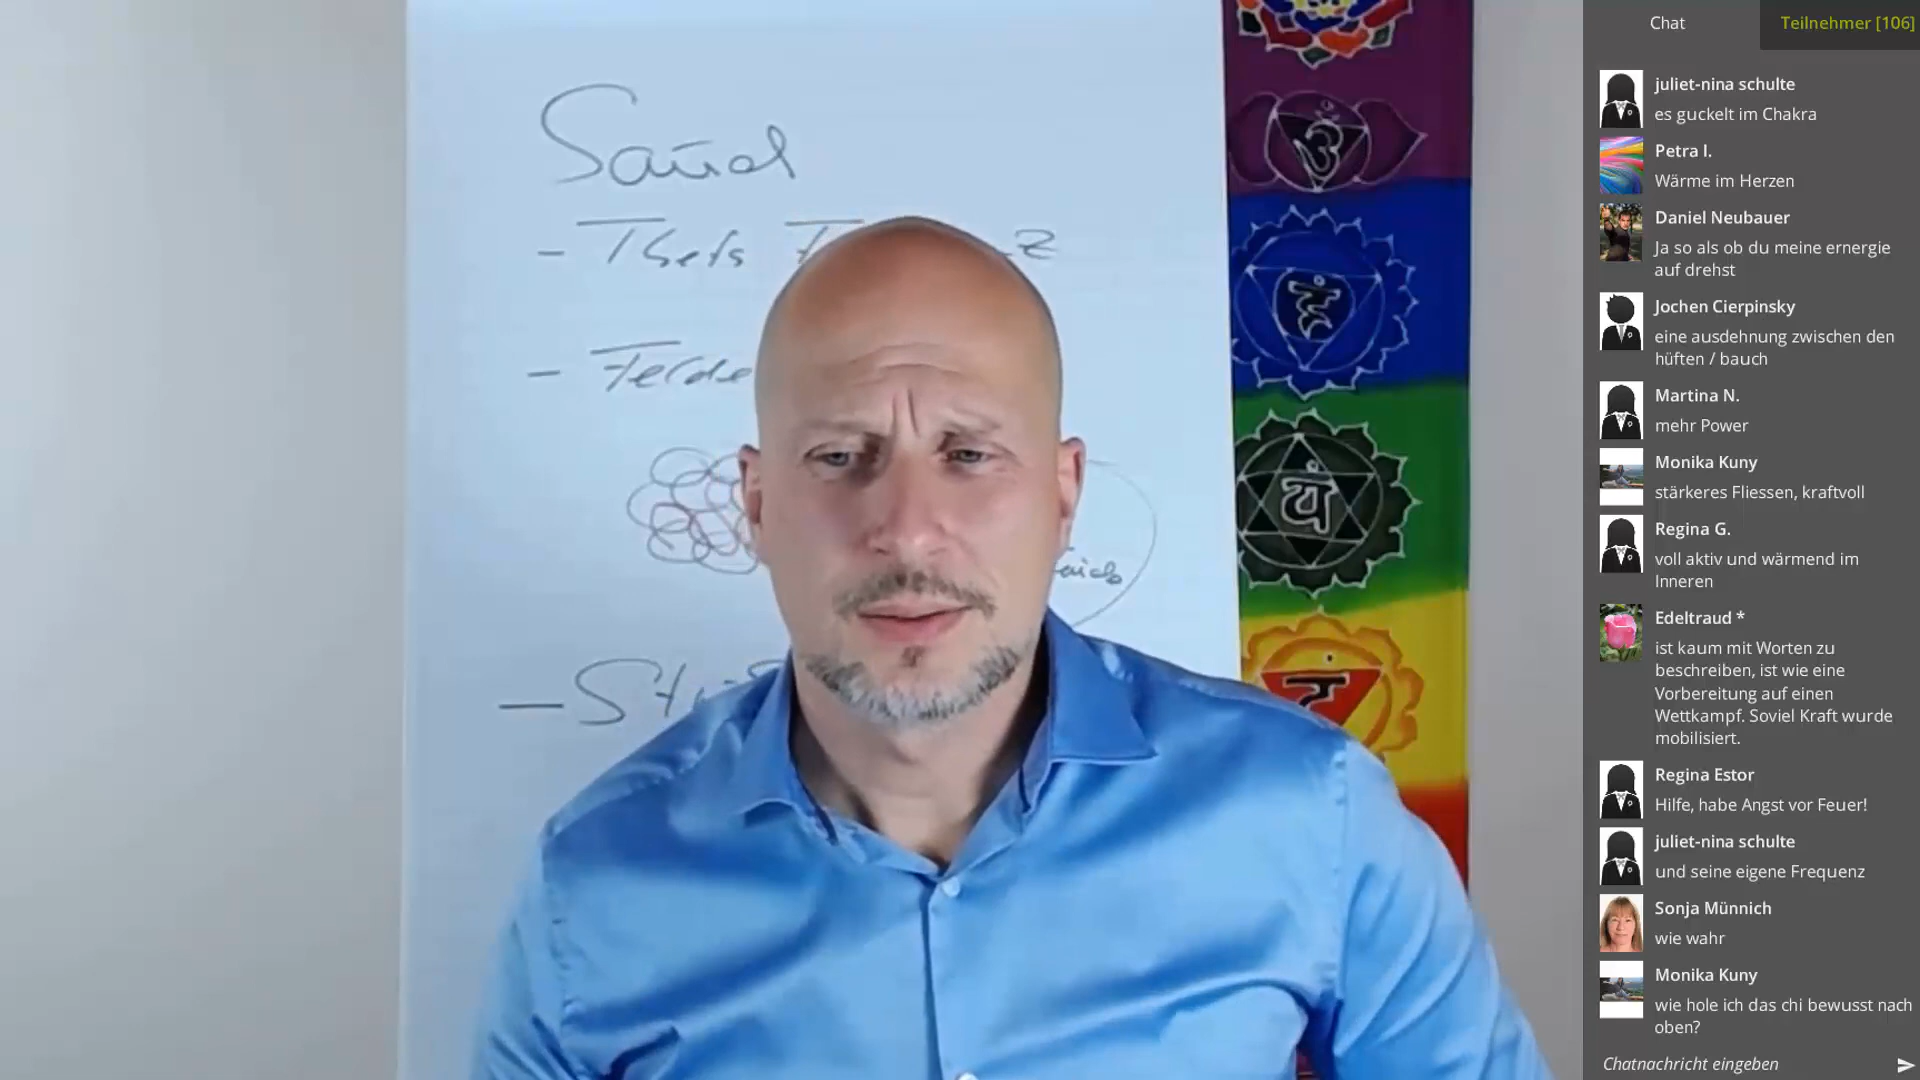 Chat
Teilnehmer [106]
juliet-nina schulte
es guckelt im Chakra
Petra I.
Wärme im Herzen
Daniel Neubauer
Ja so als ob du meine ernergie
auf drehst
Jochen Cierpinsky
eine ausdehnung zwischen den
hüften / bauch
Martina N.
mehr Power
Monika Kuny
stärkeres Fliessen, kraftvoll
Regina G.
voll aktiv und wärmend im
Inneren
Edeltraud *
ist kaum mit Worten zu
beschreiben, ist wie eine
Vorbereitung auf einen
Wettkampf. Soviel Kraft wurde
mobilisiert.
Regina Estor
Hilfe, habe Angst vor Feuer!
juliet-nina schulte
und seine eigene Frequenz
Sonja Münnich
wie wahr
Monika Kuny
wie hole ich das chi bewusst nach
oben?
Chatnachricht eingeben
ॐ
हं
यं
रं